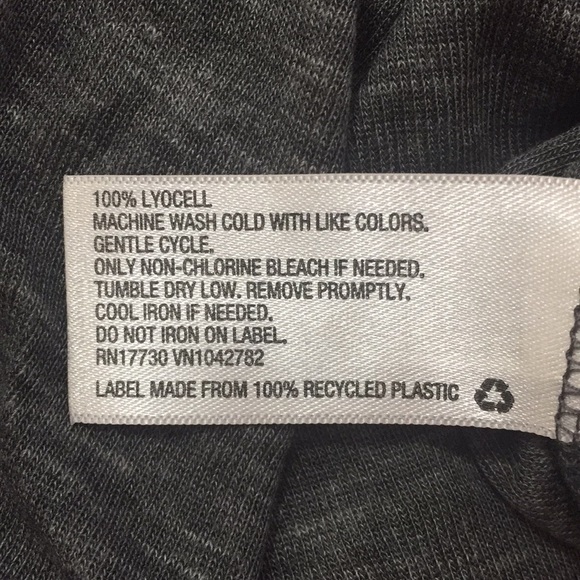 100% LYOCELL
MACHINE WASH COLD WITH LIKE COLORS.
GENTLE CYCLE.
ONLY NON-CHLORINE BLEACH IF NEEDED.
TUMBLE DRY LOW. REMOVE PROMPTLY.
COOL IRON IF NEEDED.
DO NOT IRON ON LABEL.
RN17730 VN1042782
LABEL MADE FROM 100% RECYCLED PLASTIC